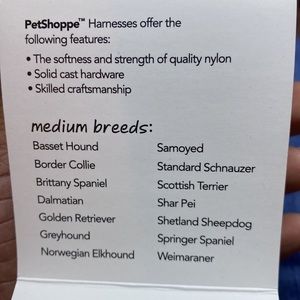 PetShoppe™ Harnesses offer the
following features:
• The softness and strength of quality nylon
• Solid cast hardware
• Skilled craftsmanship
medium breeds:
Basset Hound
Border Collie
Brittany Spaniel
Dalmatian
Golden Retriever
Greyhound
Norwegian Elkhound
Samoyed
Standard Schnauzer
Scottish Terrier
Shar Pei
Shetland Sheepdog
Springer Spaniel
Weimaraner